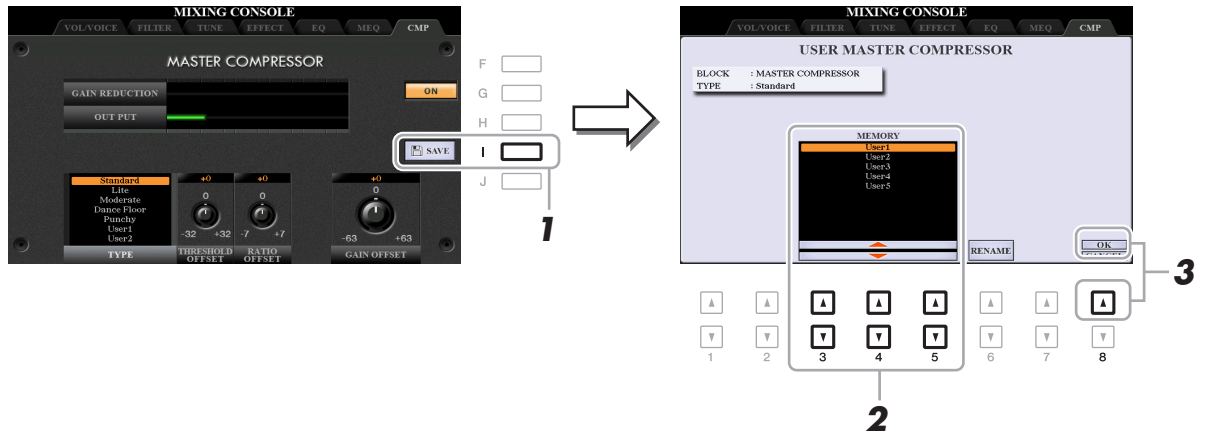 MIXING CONSOLE
VOL/VOICE FILTER TUNE EFFECT EQ MEQ CMP
MASTER COMPRESSOR
GAIN REDUCTION
OUT PUT
ON
SAVE
F
G
H
I
J
1
Standard
Lite
Moderate
Dance Floor
Punchy
User1
User2
TYPE
+0
0
-32 +32
THRESHOLD
OFFSET
+0
0
-7 +7
RATIO
OFFSET
+0
0
-63 +63
GAIN OFFSET
MIXING CONSOLE
VOL/VOICE FILTER TUNE EFFECT EQ MEQ CMP
USER MASTER COMPRESSOR
BLOCK : MASTER COMPRESSOR
TYPE : Standard
MEMORY
User1
User2
User3
User4
User5
RENAME
OK
CANCEL
3
1 2 3 4 5 6 7 8
2